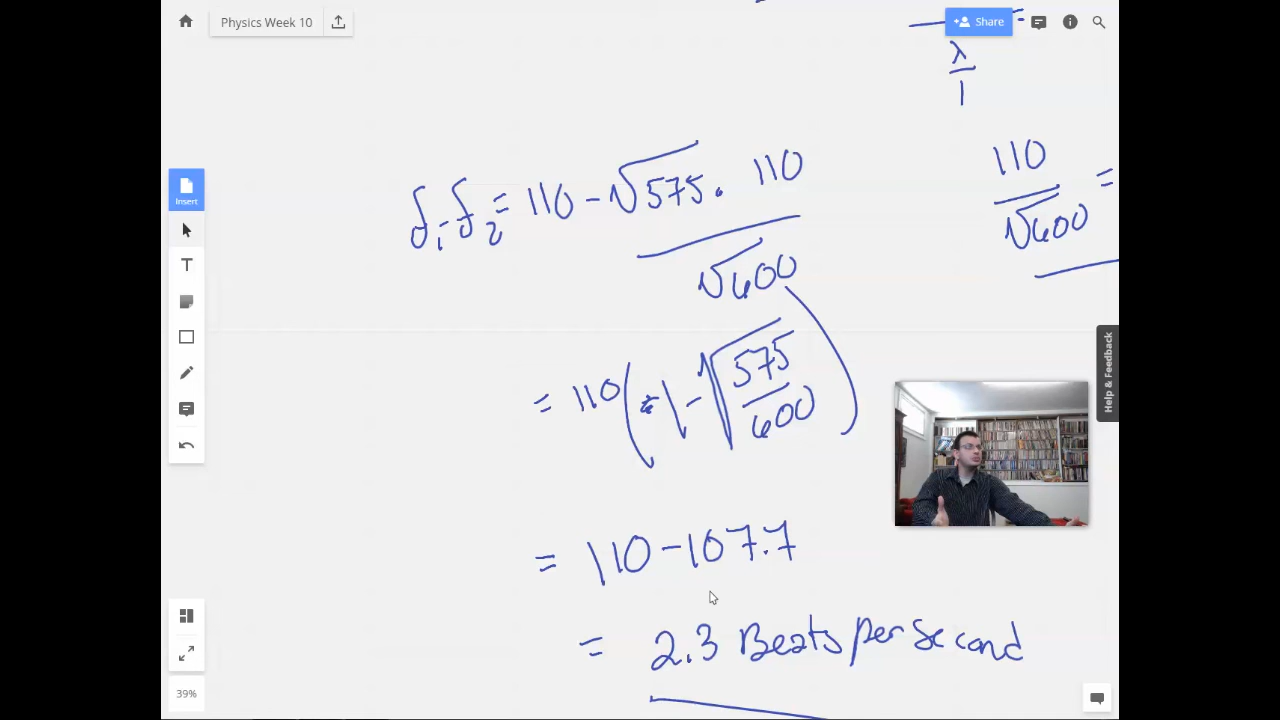 Physics Week 10
Share
Insert
T
λ
1
f₁-f₂ = 110 - √575 · 110
√600
110 =
√600
= 110(1 - √575
600)
= 110 - 107.7
= 2.3 Beats per second
Help & Feedback
39%